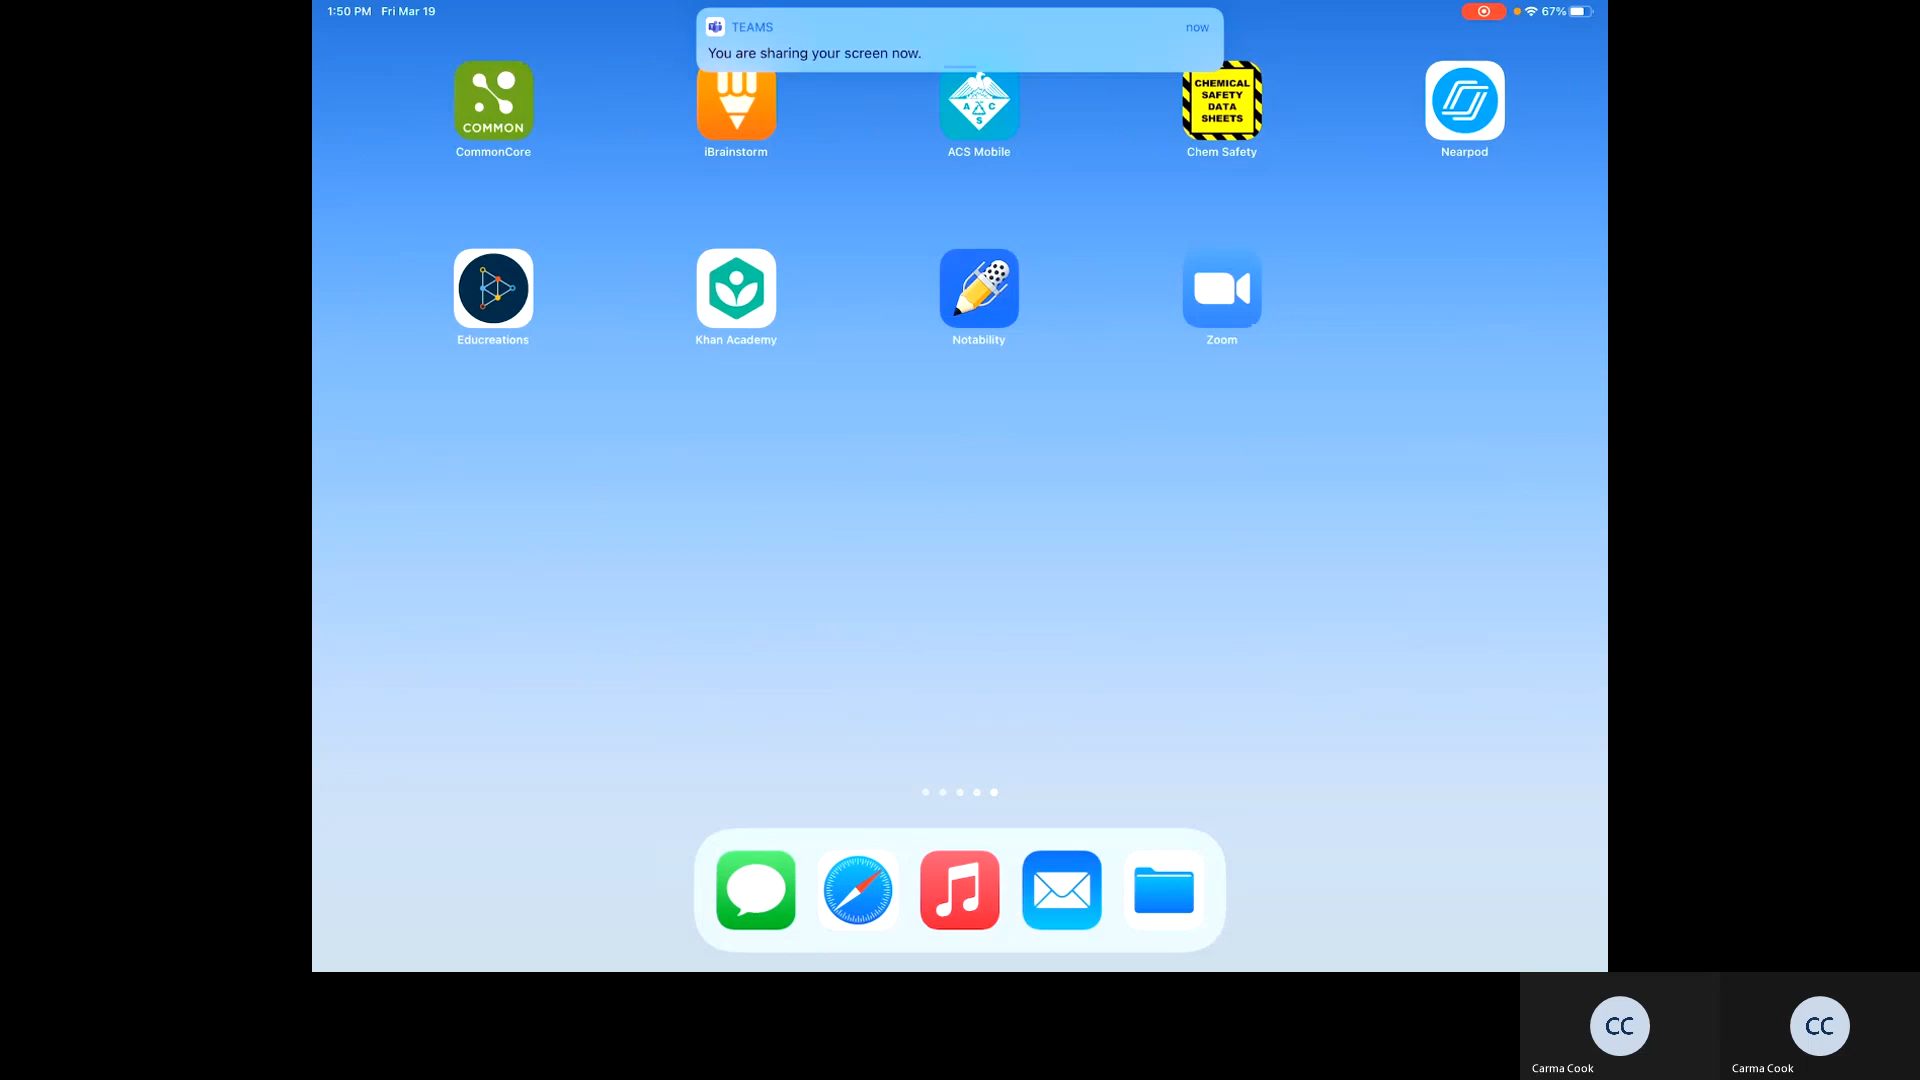 1:50 PM Fri Mar 19
67%
TEAMS
now
You are sharing your screen now.
COMMON
CHEMICAL
SAFETY
DATA
SHEETS
A C
S
CommonCore
iBrainstorm
ACS Mobile
Chem Safety
Nearpod
Educreations
Khan Academy
Notability
Zoom
CC
CC
Carma Cook
Carma Cook